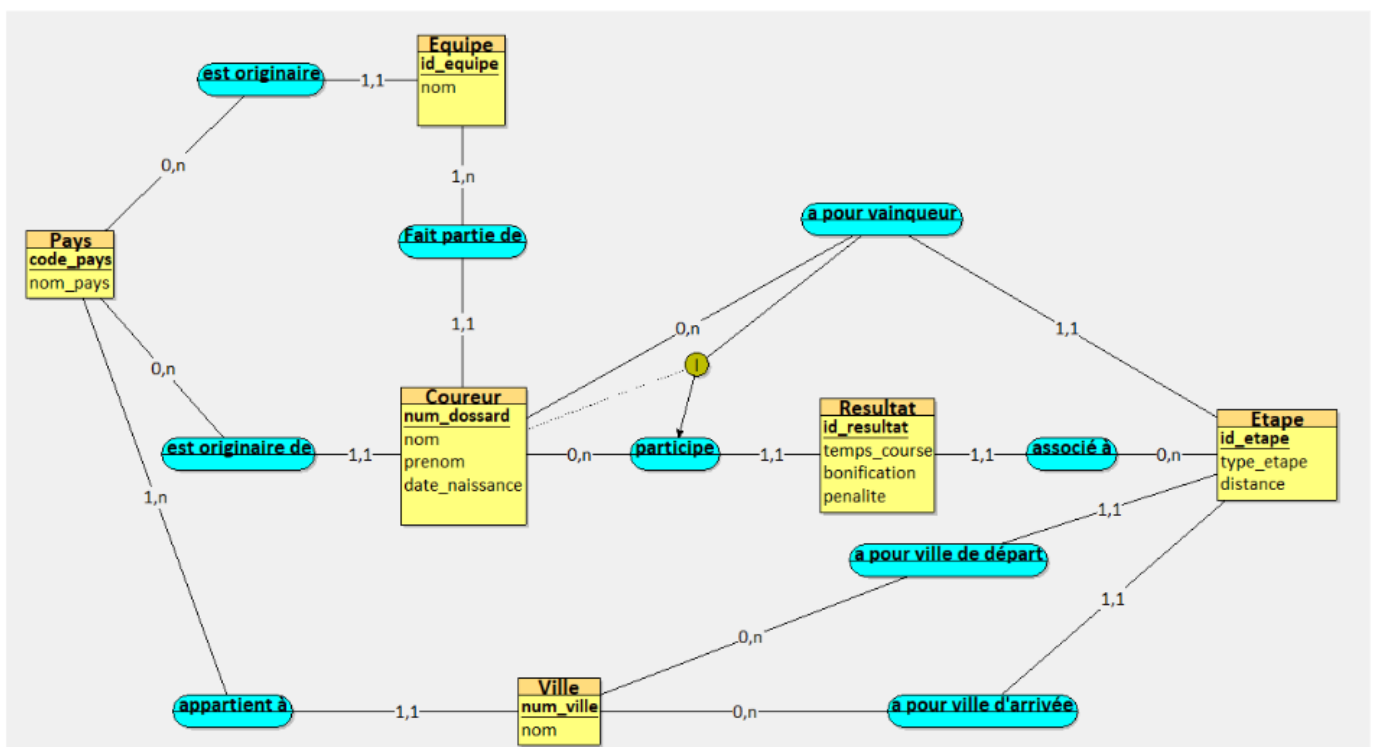 Equipe
id_equipe
nom
est originaire
1,1
0,n
1,n
Fait partie de
1,1
a pour vainqueur
Pays
code_pays
nom_pays
0,n
1,1
0,n
I
Coureur
num_dossard
nom
prenom
date_naissance
est originaire de
1,1
0,n
participe
1,1
Resultat
id_resultat
temps_course
bonification
penalite
1,1
associé à
0,n
Etape
id_etape
type_etape
distance
1,n
1,1
a pour ville de départ
1,1
0,n
Ville
num_ville
nom
appartient à
1,1
0,n
a pour ville d'arrivée